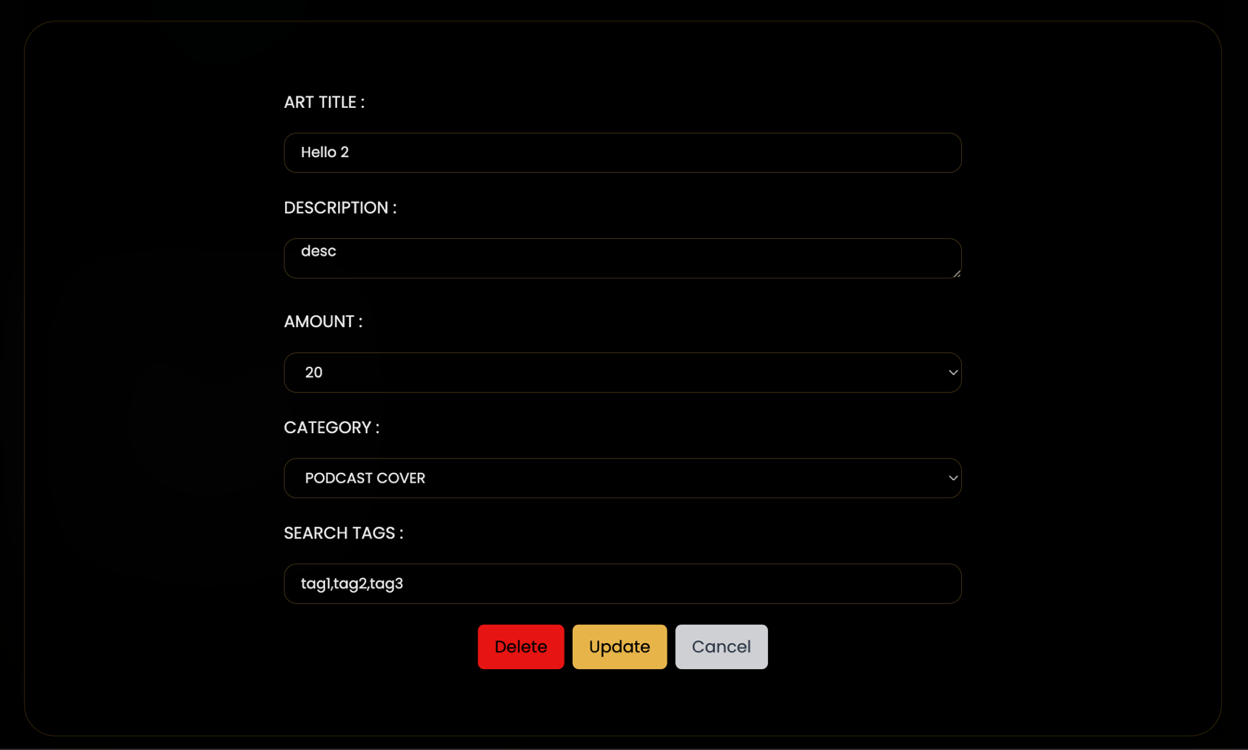 ART TITLE :
Hello 2
DESCRIPTION :
desc
AMOUNT :
20
CATEGORY :
PODCAST COVER
SEARCH TAGS :
tag1,tag2,tag3
Delete Update Cancel